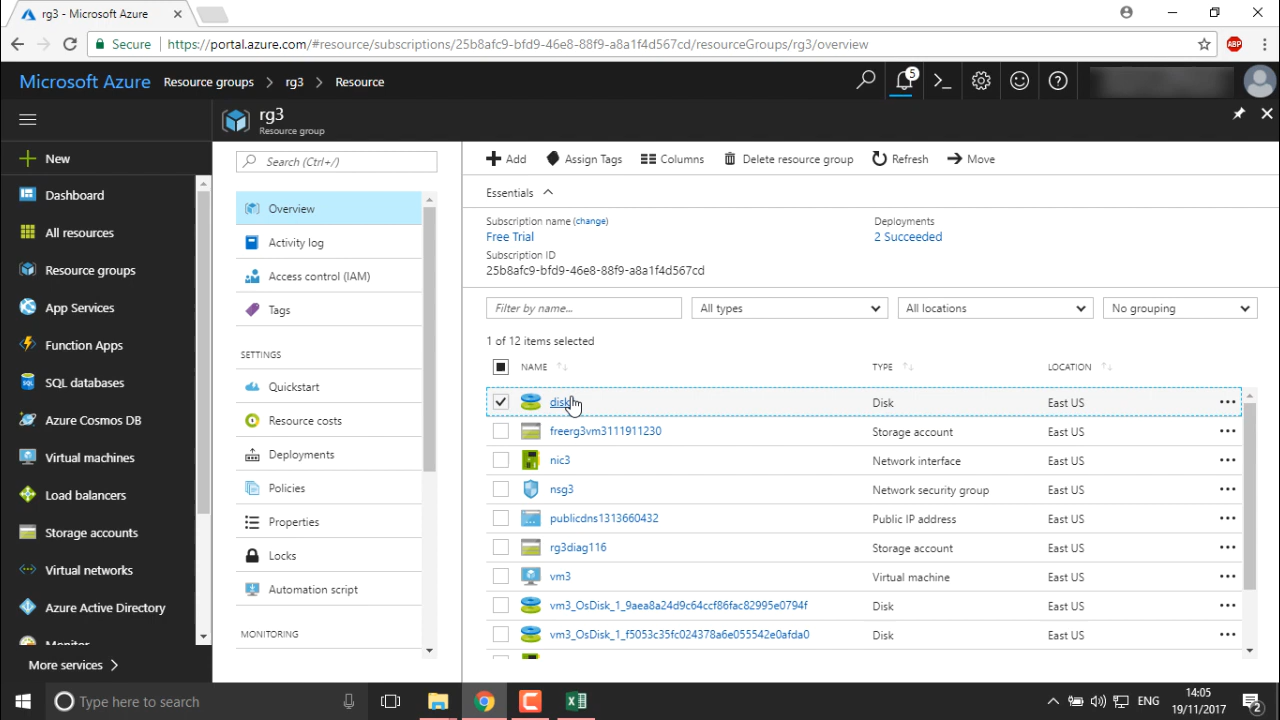 rg3 - Microsoft Azure
Secure
https://portal.azure.com/#resource/subscriptions/25b8afc9-bfd9-46e8-88f9-a8a1f4d567cd/resourceGroups/rg3/overview
ABP
Microsoft Azure Resource groups > rg3 > Resource
5
rg3
Resource group
New
Dashboard
All resources
Resource groups
App Services
Function Apps
SQL databases
Azure Cosmos DB
Virtual machines
Load balancers
Storage accounts
Virtual networks
Azure Active Directory
Monitor
More services >
Search (Ctrl+/)
Overview
Activity log
Access control (IAM)
Tags
SETTINGS
Quickstart
Resource costs
Deployments
Policies
Properties
Locks
Automation script
MONITORING
Add Assign Tags Columns Delete resource group Refresh Move
Essentials
Subscription name (change)
Free Trial
Subscription ID
25b8afc9-bfd9-46e8-88f9-a8a1f4d567cd
Deployments
2 Succeeded
Filter by name... All types All locations No grouping
1 of 12 items selected
NAME TYPE LOCATION
Disk East US
freerg3vm3111911230 Storage account East US
nic3 Network interface East US
nsg3 Network security group East US
publicdns1313660432 Public IP address East US
rg3diag116 Storage account East US
vm3 Virtual machine East US
vm3_OsDisk_1_9aea8a24d9c64ccf86fac82995e0794f Disk East US
vm3_OsDisk_1_f5053c35fc024378a6e055542e0afda0 Disk East US
Type here to search
ENG
14:05
19/11/2017
2